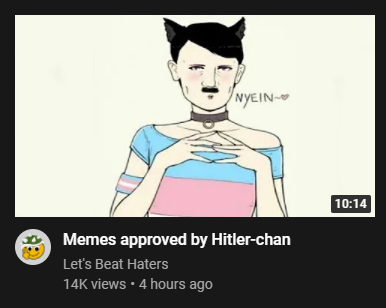 NYEIN~
10:14
Memes approved by Hitler-chan
Let's Beat Haters
14K views • 4 hours ago